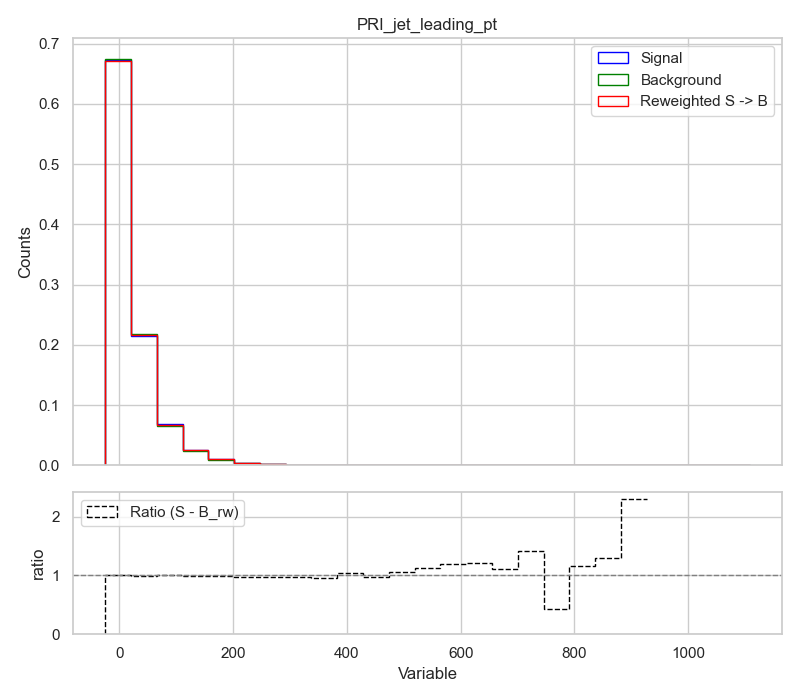 PRI_jet_leading_pt
0.7
0.6
0.5
0.4
0.3
0.2
0.1
0.0
Counts
Signal
Background
Reweighted S -> B
2
1
0
ratio
Ratio (S - B_rw)
0
200
400
600
800
1000
Variable